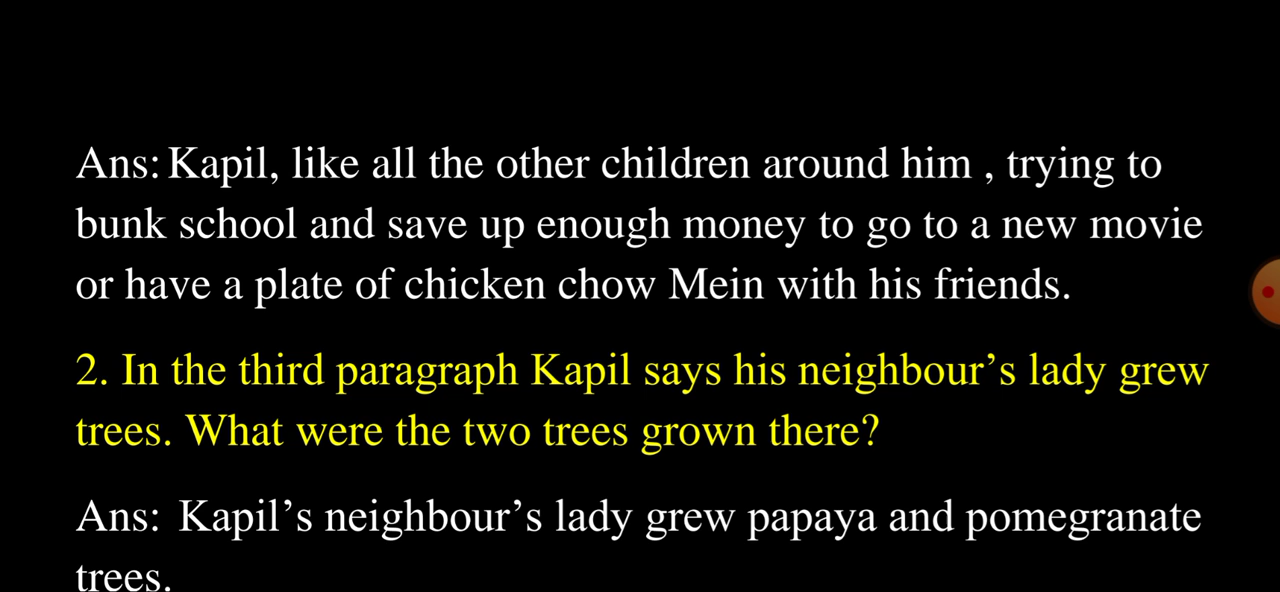 Ans: Kapil, like all the other children around him , trying to
bunk school and save up enough money to go to a new movie
or have a plate of chicken chow Mein with his friends.
2. In the third paragraph Kapil says his neighbour’s lady grew
trees. What were the two trees grown there?
Ans: Kapil’s neighbour’s lady grew papaya and pomegranate
trees.